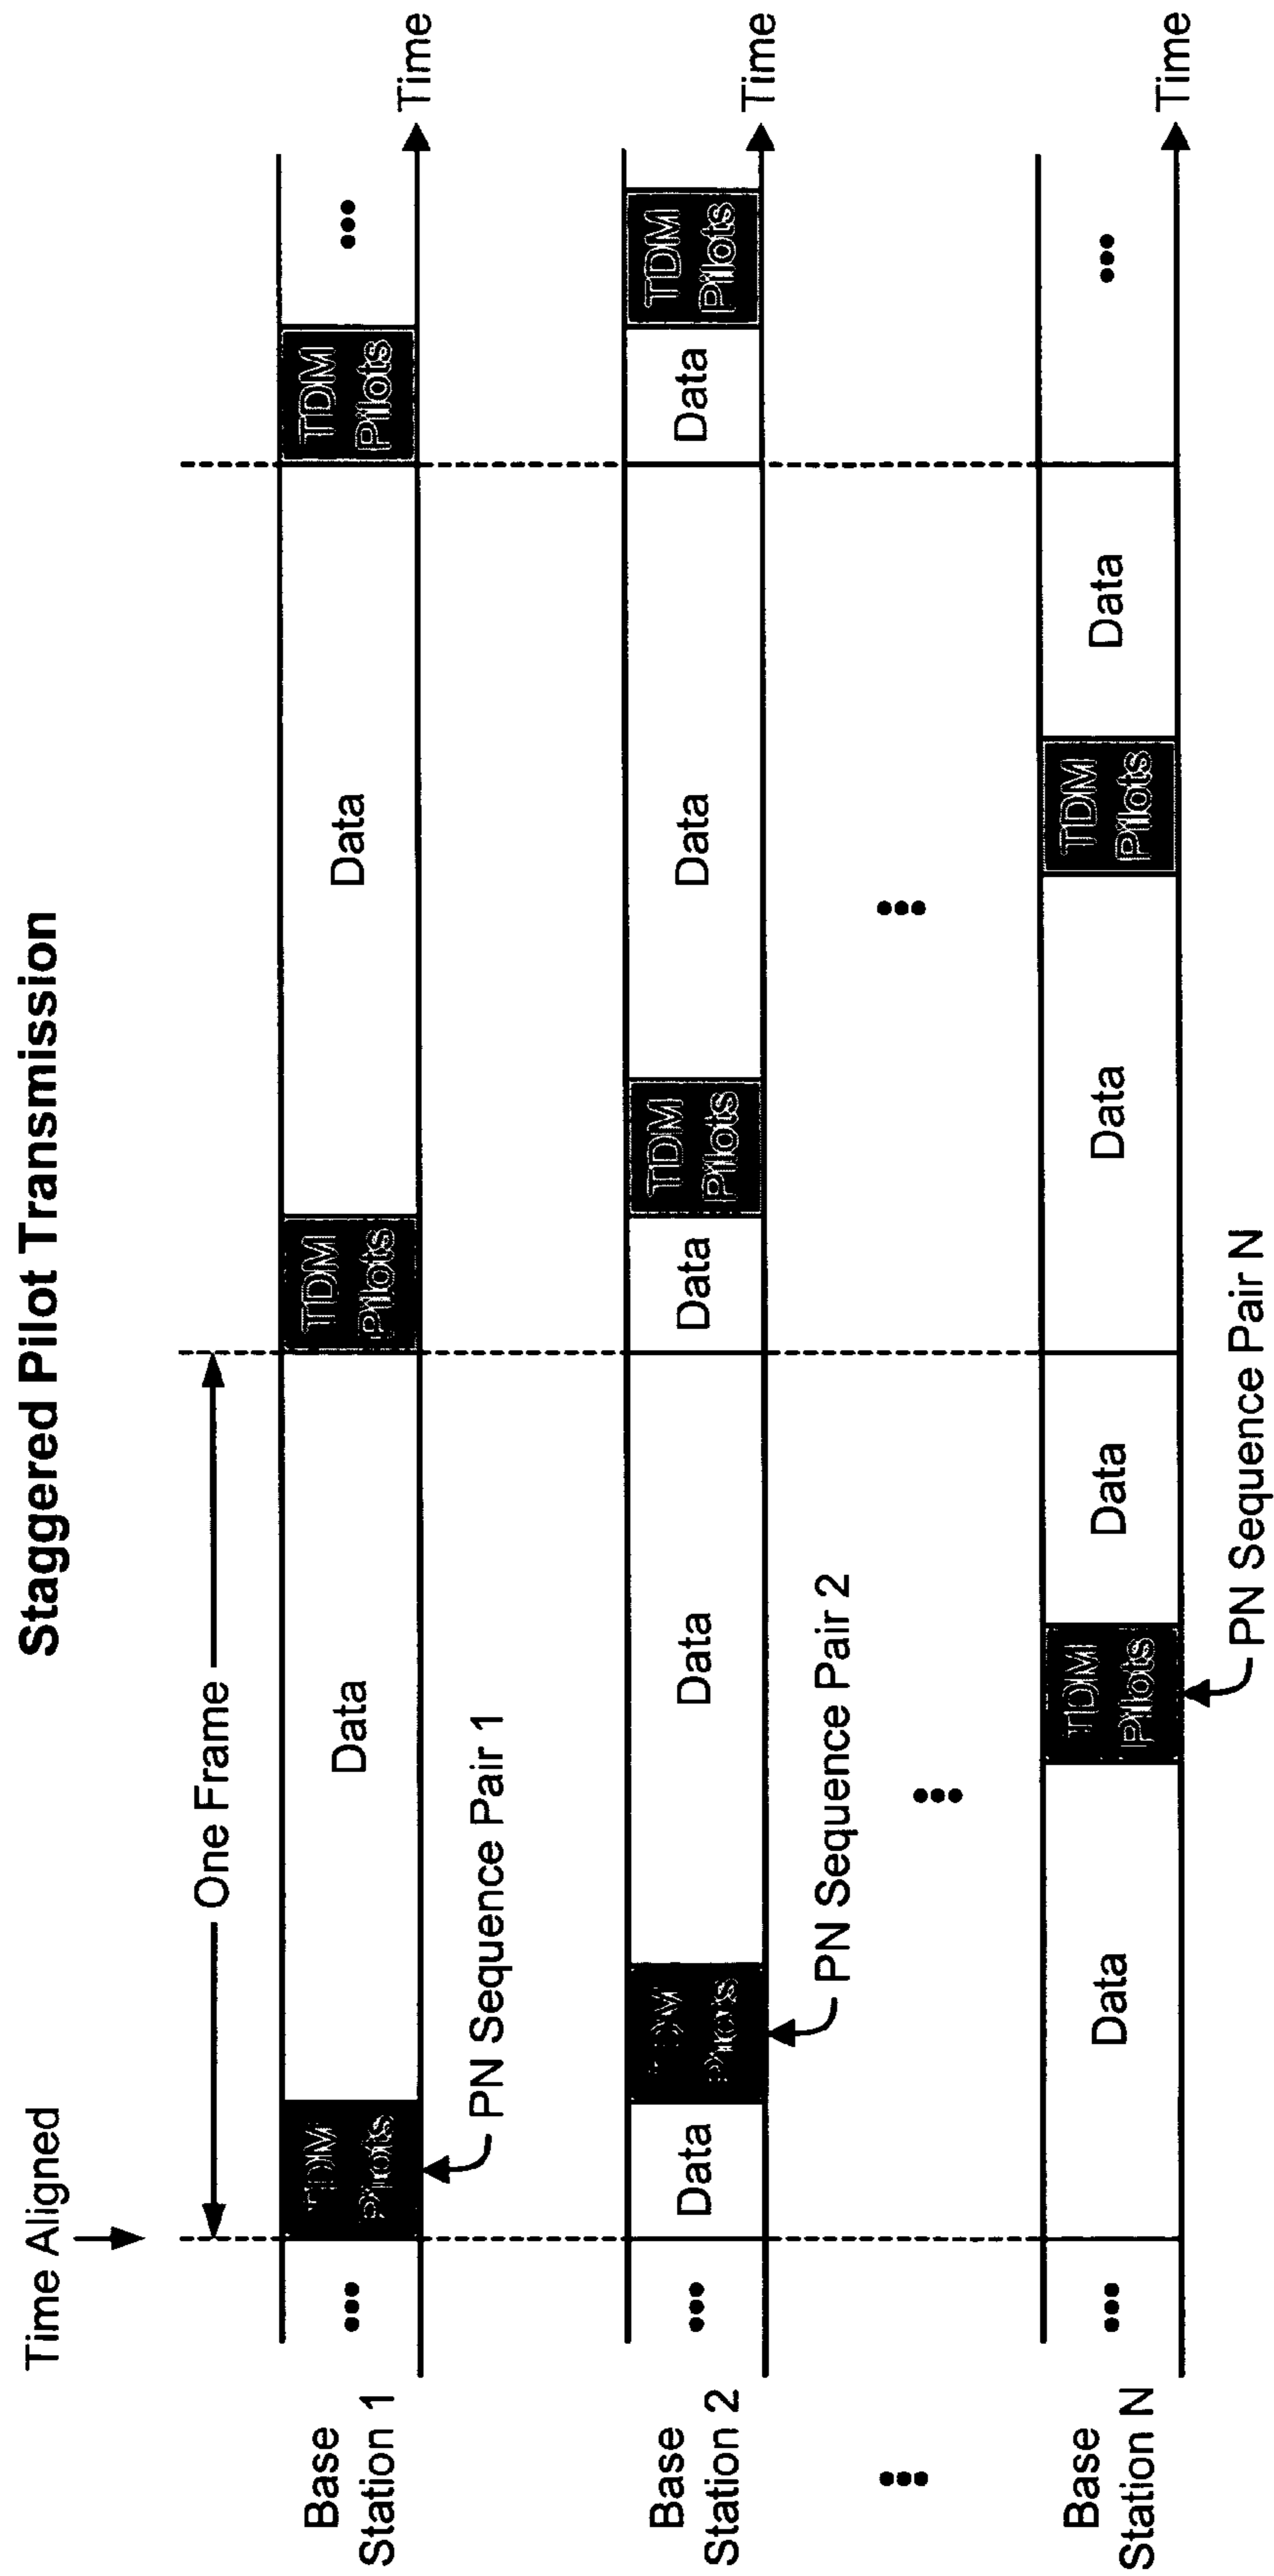 Staggered Pilot Transmission
Time Aligned
One Frame
Base
Station 1
•••
TDM
Pilots
Data
TDM
Pilots
Data
TDM
Pilots
•••
Time
PN Sequence Pair 1
Base
Station 2
•••
Data
TDM
Pilots
Data
Data
TDM
Pilots
Data
Data
TDM
Pilots
Time
PN Sequence Pair 2
•••
•••
•••
Base
Station N
•••
Data
TDM
Pilots
Data
Data
TDM
Pilots
Data
•••
Time
PN Sequence Pair N